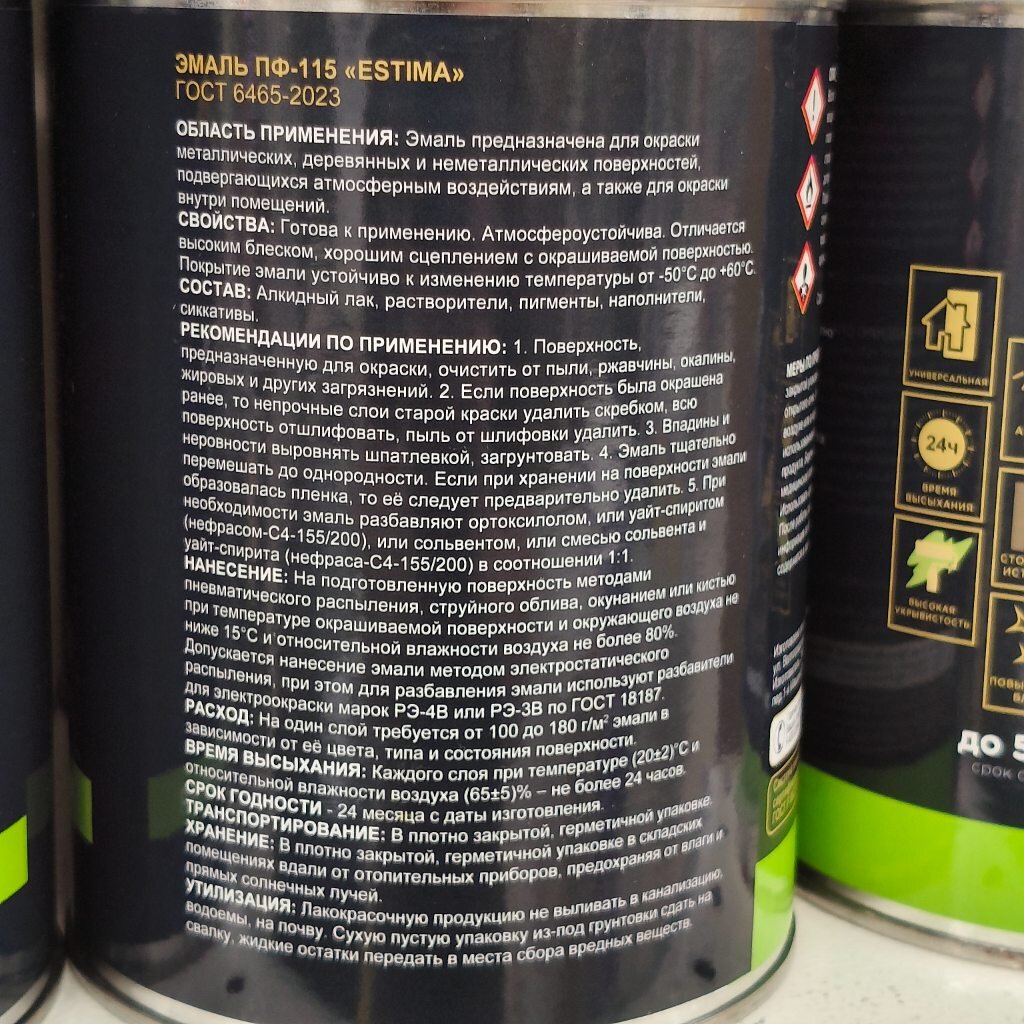 ЭМАЛЬ ПФ-115 «ESTIMA»
ГОСТ 6465-2023
ОБЛАСТЬ ПРИМЕНЕНИЯ: Эмаль предназначена для окраски
металлических, деревянных и неметаллических поверхностей,
подвергающихся атмосферным воздействиям, а также для окраски
внутри помещений.
СВОЙСТВА: Готова к применению. Атмосфероустойчива. Отличается
высоким блеском, хорошим сцеплением с окрашиваемой поверхностью.
Покрытие эмали устойчиво к изменению температуры от -50°С до +60°С.
СОСТАВ: Алкидный лак, растворители, пигменты, наполнители,
сиккативы.
РЕКОМЕНДАЦИИ ПО ПРИМЕНЕНИЮ: 1. Поверхность,
предназначенную для окраски, очистить от пыли, ржавчины, окалины,
жировых и других загрязнений. 2. Если поверхность была окрашена
ранее, то непрочные слои старой краски удалить скребком, всю
поверхность отшлифовать, пыль от шлифовки удалить. 3. Впадины и
неровности выровнять шпатлевкой, загрунтовать. 4. Эмаль тщательно
перемешать до однородности. Если при хранении на поверхности эмали
образовалась пленка, то её следует предварительно удалить. 5. При
необходимости эмаль разбавляют ортоксилолом, или уайт-спиритом
(нефрасом-С4-155/200), или сольвентом, или смесью сольвента и
уайт-спирита (нефраса-С4-155/200) в соотношении 1:1.
НАНЕСЕНИЕ: На подготовленную поверхность методами
пневматического распыления, струйного облива, окунанием или кистью
при температуре окрашиваемой поверхности и окружающего воздуха не
ниже 15°С и относительной влажности воздуха не более 80%.
Допускается нанесение эмали методом электростатического
распыления, при этом для разбавления эмали используют разбавители
для электроокраски марок РЭ-4В или РЭ-3В по ГОСТ 18187.
РАСХОД: На один слой требуется от 100 до 180 г/м² эмали в
зависимости от её цвета, типа и состояния поверхности.
ВРЕМЯ ВЫСЫХАНИЯ: Каждого слоя при температуре (20±2)°С и
относительной влажности воздуха (65±5)% – не более 24 часов.
СРОК ГОДНОСТИ - 24 месяца с даты изготовления.
ТРАНСПОРТИРОВАНИЕ: В плотно закрытой, герметичной упаковке.
ХРАНЕНИЕ: В плотно закрытой, герметичной упаковке в складских
помещениях вдали от отопительных приборов, предохраняя от влаги и
прямых солнечных лучей.
УТИЛИЗАЦИЯ: Лакокрасочную продукцию не выливать в канализацию,
водоемы, на почву. Сухую пустую упаковку из-под грунтовки сдать на
свалку, жидкие остатки передать в места сбора вредных веществ.
УНИВЕРСАЛЬНАЯ
24ч
ВРЕМЯ
ВЫСЫХАНИЯ
ВЫСОКАЯ
УКРЫВИСТОСТЬ
ДО 5
СРОК